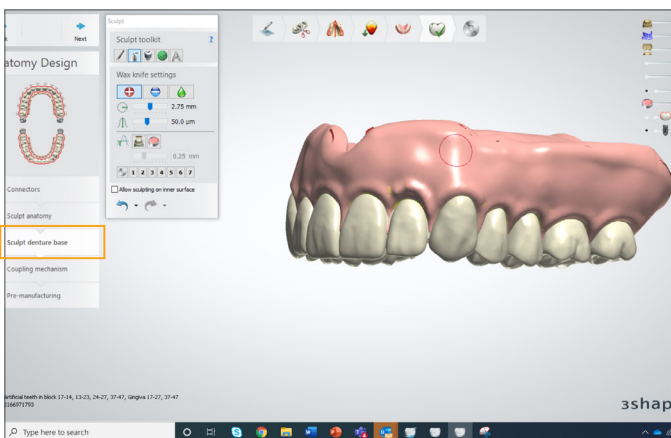 Next
Sculpt
atomy Design
Sculpt toolkit
2
Wax knife settings
2.75 mm
50.0 µm
0.25 mm
1 2 3 4 5 6 7
Allow sculpting on inner surface
Connectors
Sculpt anatomy
Sculpt denture base
Coupling mechanism
Pre-manufacturing
Artificial teeth in block 17-14, 13-23, 24-27, 37-47, Gingiva 17-27, 37-47
2166971793
3shap
Type here to search